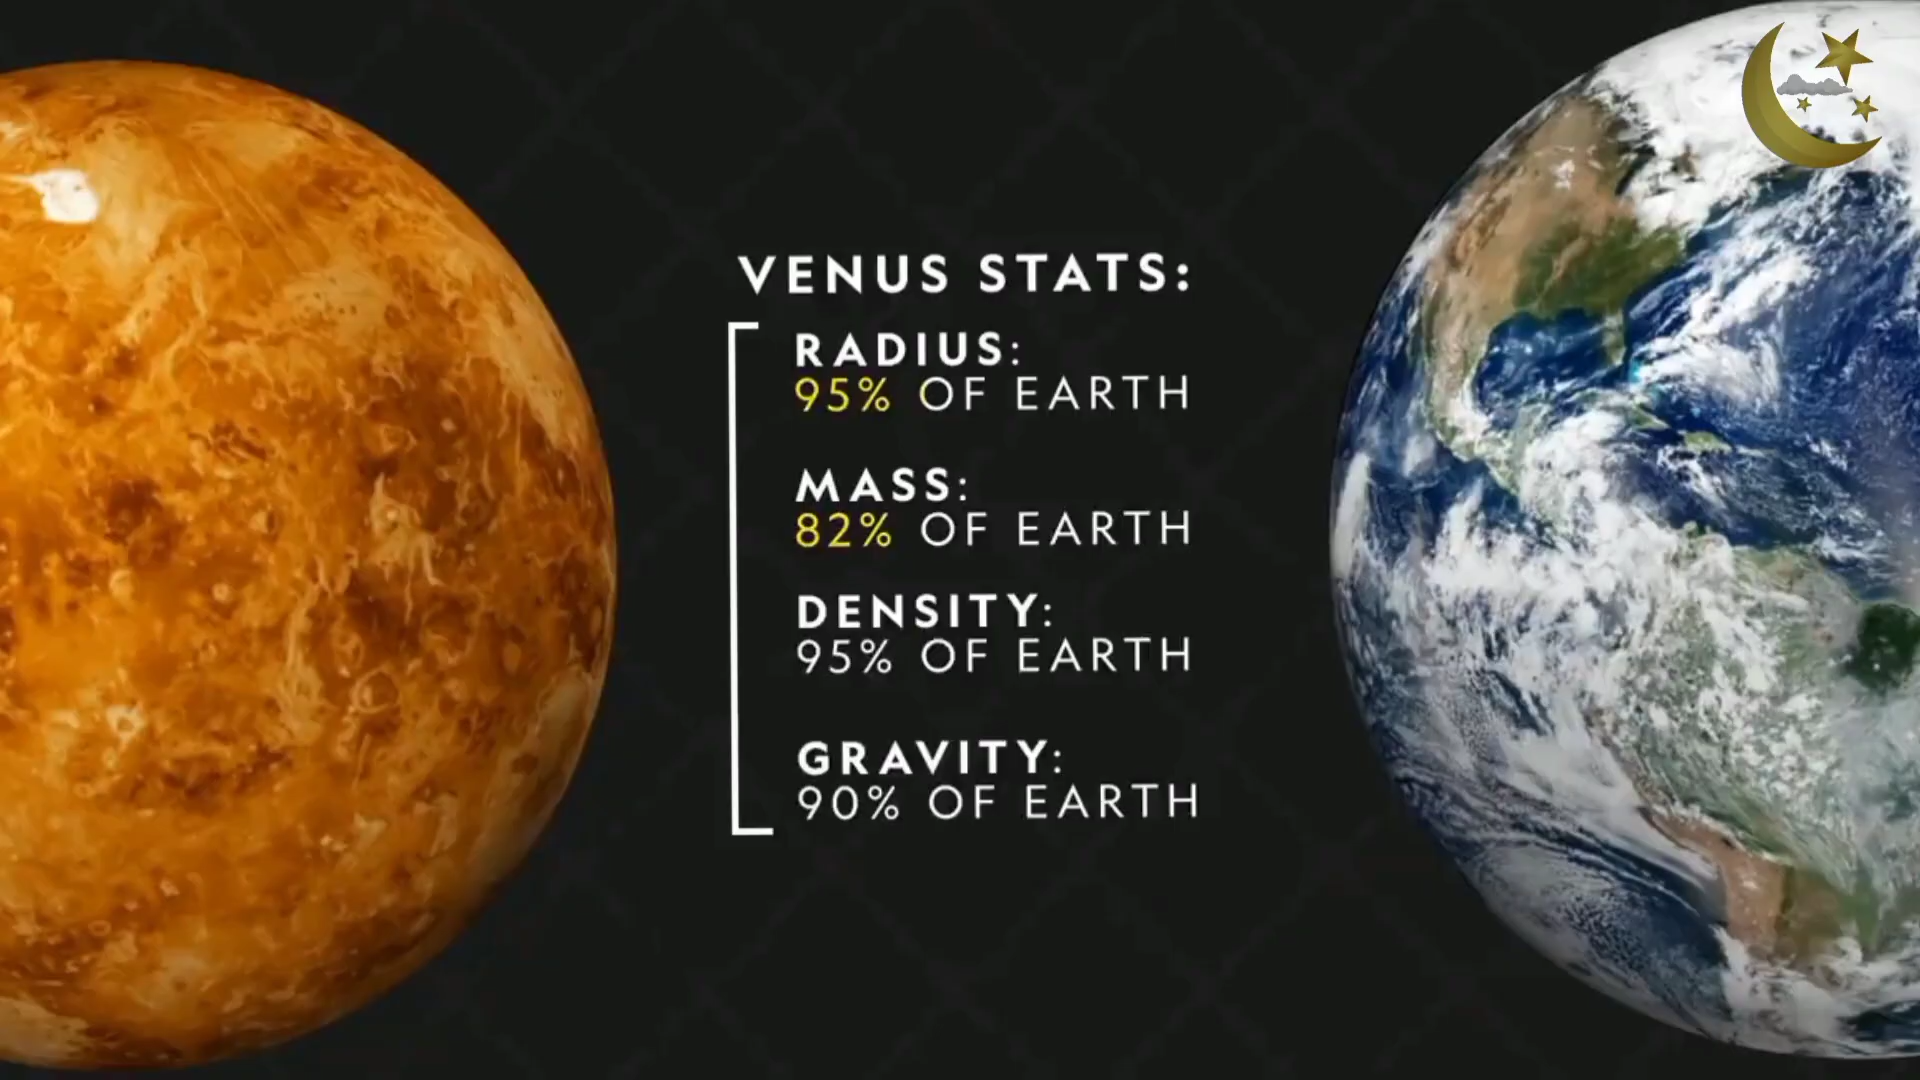 VENUS STATS:
RADIUS:
95% OF EARTH
MASS:
82% OF EARTH
DENSITY:
95% OF EARTH
GRAVITY:
90% OF EARTH